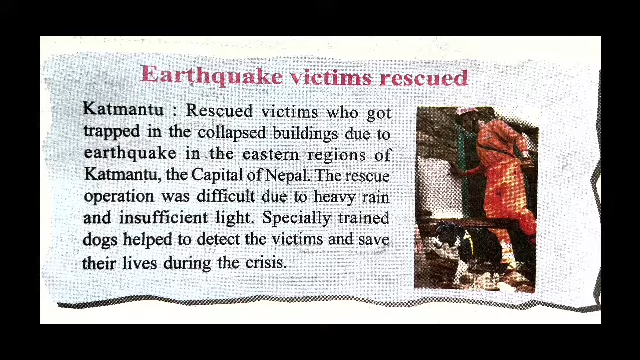 Earthquake victims rescued
Katmantu : Rescued victims who got
trapped in the collapsed buildings due to
earthquake in the eastern regions of
Katmantu, the Capital of Nepal. The rescue
operation was difficult due to heavy rain
and insufficient light. Specially trained
dogs helped to detect the victims and save
their lives during the crisis.